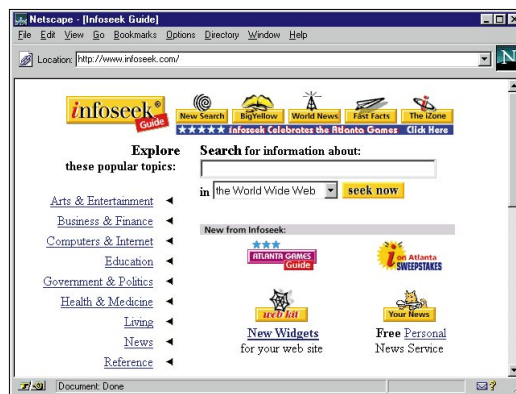 Netscape - [Infoseek Guide]
File Edit View Go Bookmarks Options Directory Window Help
Location: http://www.infoseek.com/
N
infoseek® Guide
New Search BigYellow World News Fast Facts The iZone
Infoseek Celebrates the Atlanta Games Click Here
Explore
these popular topics:
Arts & Entertainment
Business & Finance
Computers & Internet
Education
Government & Politics
Health & Medicine
Living
News
Reference
Search for information about:
in the World Wide Web seek now
New from Infoseek:
ATLANTA GAMES
Guide
i on Atlanta
SWEEPSTAKES
web kit
New Widgets
for your web site
Your News
Free Personal
News Service
Document: Done